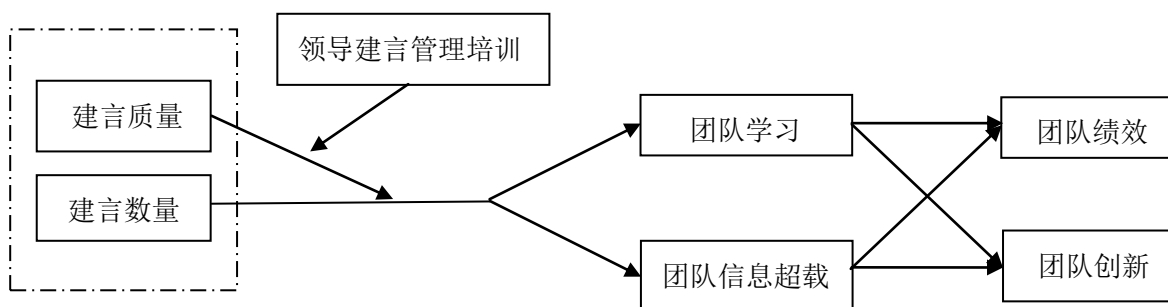 领导建言管理培训
建言质量
建言数量
团队学习
团队信息超载
团队绩效
团队创新